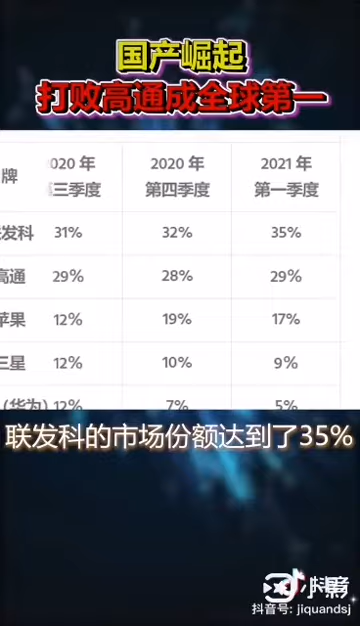 国产崛起
打败高通成全球第一
牌 020 年 第三季度 2020 年 第四季度 2021 年 第一季度
发科 31% 32% 35%
高通 29% 28% 29%
苹果 12% 19% 17%
三星 12% 10% 9%
(华为) 12% 7% 5%
联发科的市场份额达到了35%
抖音号: jiquandsj